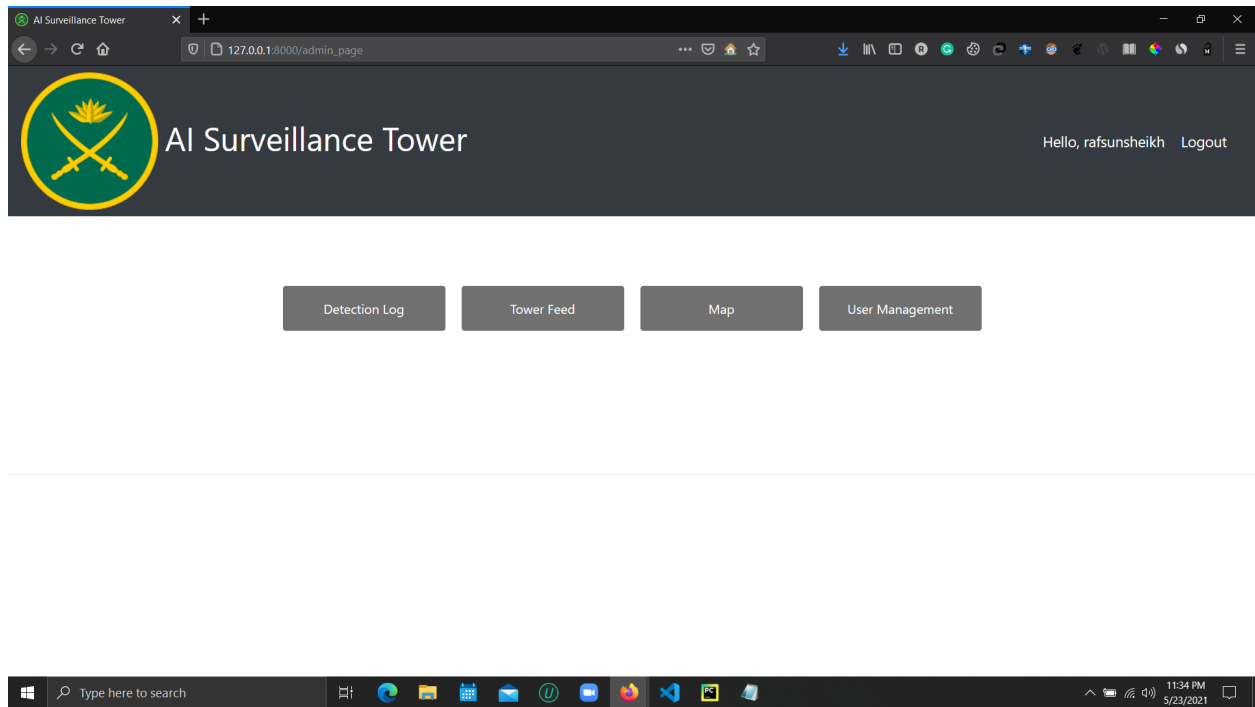 AI Surveillance Tower
127.0.0.1:8000/admin_page
AI Surveillance Tower
Hello, rafsunsheikh Logout
Detection Log
Tower Feed
Map
User Management
Type here to search
11:34 PM
5/23/2021